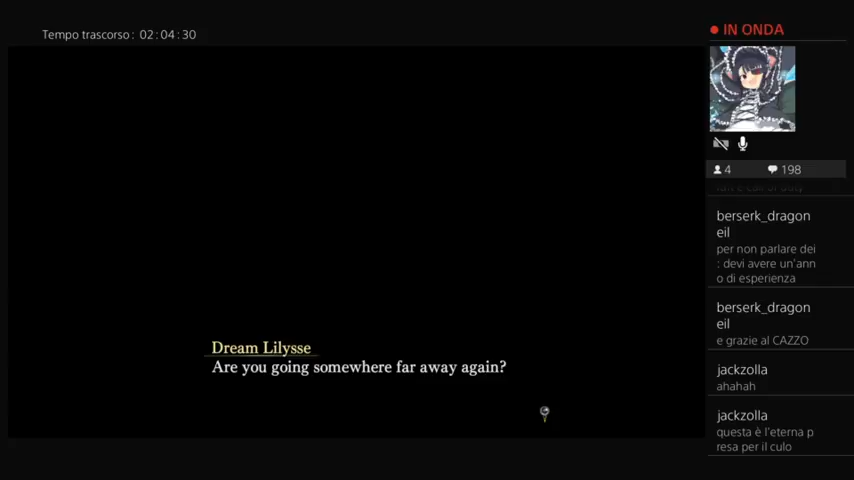 Tempo trascorso: 02:04:30
IN ONDA
4 198
berserk_dragon
eil
per non parlare dei
: devi avere un'ann
o di esperienza
berserk_dragon
eil
e grazie al CAZZO
jackzolla
ahahah
jackzolla
questa è l'eterna p
resa per il culo
Dream Lilysse
Are you going somewhere far away again?